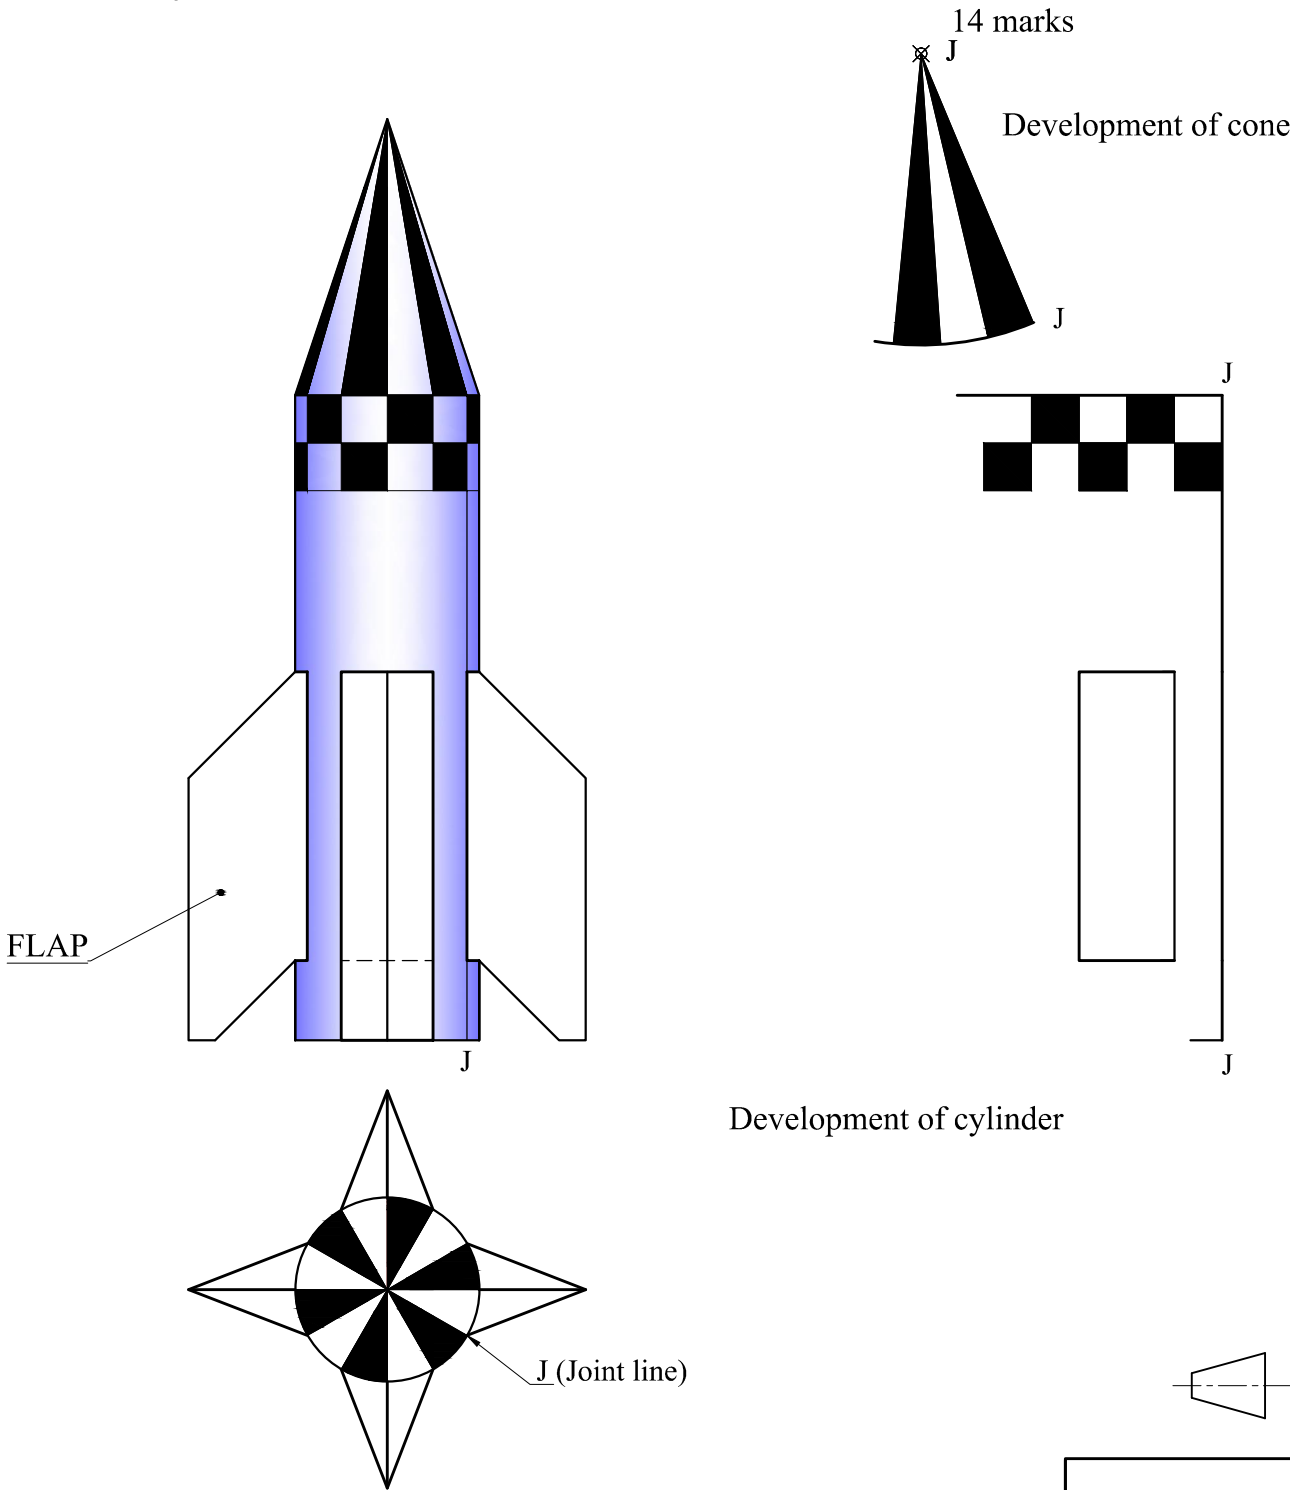 14 marks
J
Development of cone
J
J
FLAP
J
J
Development of cylinder
J (Joint line)